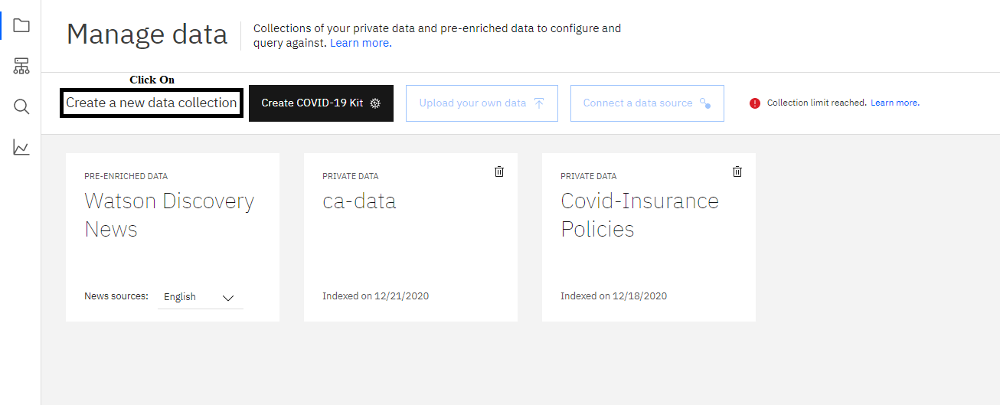 Manage data
Collections of your private data and pre-enriched data to configure and
query against. Learn more.
Click On
Create a new data collection
Create COVID-19 Kit
Upload your own data
Connect a data source
Collection limit reached. Learn more.
PRE-ENRICHED DATA
Watson Discovery
News
News sources: English
PRIVATE DATA
ca-data
Indexed on 12/21/2020
PRIVATE DATA
Covid-Insurance
Policies
Indexed on 12/18/2020